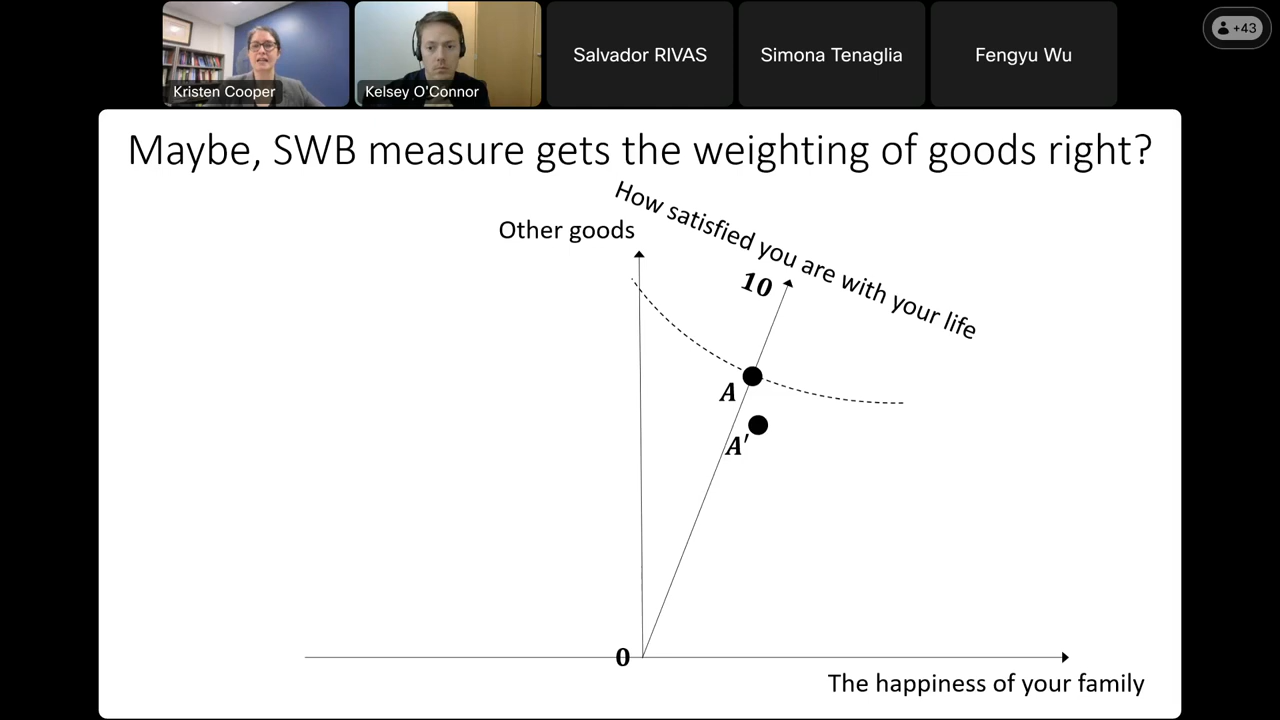 Kristen Cooper
Kelsey O'Connor
Salvador RIVAS
Simona Tenaglia
Fengyu Wu
+43
Maybe, SWB measure gets the weighting of goods right?
How satisfied you are with your life
Other goods
10
A
A′
0
The happiness of your family